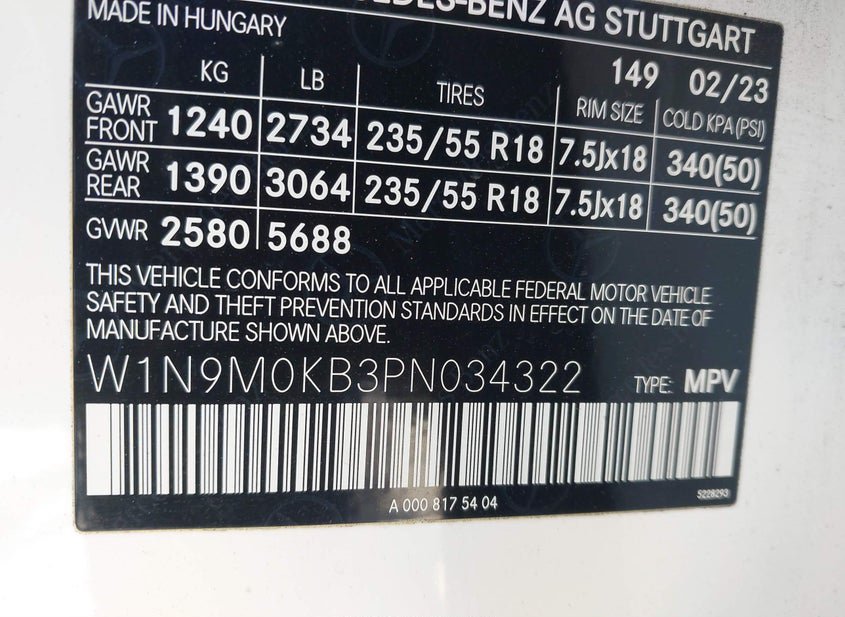 AG STUTTGART
MADE IN HUNGARY
149 02/23
KG LB TIRES RIM SIZE COLD KPA(PSI)
GAWR FRONT 1240 2734 235/55 R18 7.5Jx18 340(50)
GAWR REAR 1390 3064 235/55 R18 7.5Jx18 340(50)
GVWR 2580 5688
THIS VEHICLE CONFORMS TO ALL APPLICABLE FEDERAL MOTOR VEHICLE
SAFETY AND THEFT PREVENTION STANDARDS IN EFFECT ON THE DATE OF
MANUFACTURE SHOWN ABOVE.
W1N9M0KB3PN034322 TYPE: MPV
A 000 817 54 04
5228293